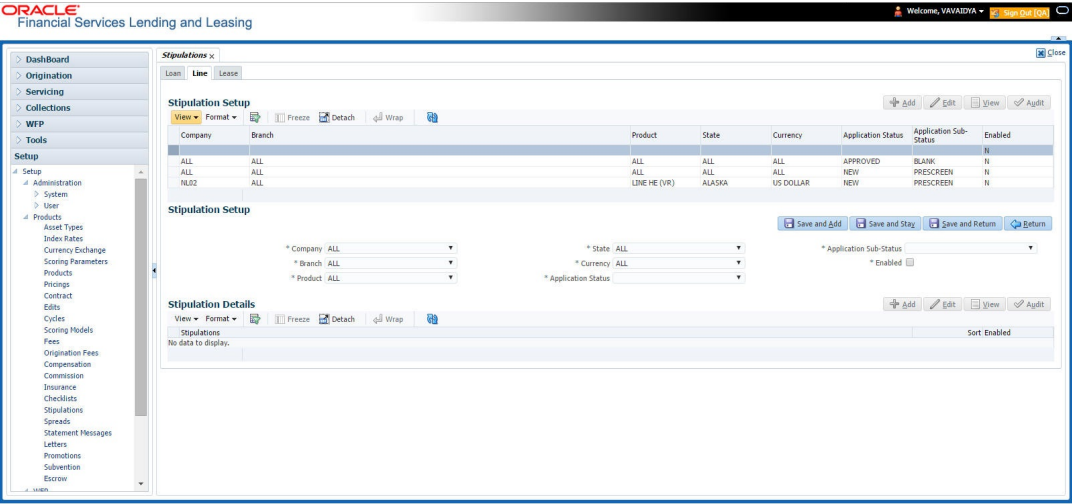 ORACLE
Financial Services Lending and Leasing
Welcome, VAVAIDYA
Sign Out [QA]
DashBoard
Origination
Servicing
Collections
WFP
Tools
Setup
Setup
Administration
System
User
Products
Asset Types
Index Rates
Currency Exchange
Scoring Parameters
Products
Pricings
Contract
Edits
Cycles
Scoring Models
Fees
Origination Fees
Compensation
Commission
Insurance
Checklists
Stipulations
Spreads
Statement Messages
Letters
Promotions
Subvention
Escrow
WFP
Stipulations x
Close
Loan Line Lease
Stipulation Setup
Add Edit View Audit
View Format Freeze Detach Wrap
Company Branch Product State Currency Application Status Application Sub-Status Enabled
N
ALL ALL ALL ALL ALL APPROVED BLANK N
ALL ALL ALL ALL ALL NEW PRESCREEN N
NL02 ALL LINE HE (VR) ALASKA US DOLLAR NEW PRESCREEN N
Stipulation Setup
Save and Add Save and Stay Save and Return Return
* Company ALL * State ALL * Application Sub-Status
* Branch ALL * Currency ALL * Enabled
* Product ALL * Application Status
Stipulation Details
Add Edit View Audit
View Format Freeze Detach Wrap
Stipulations Sort Enabled
No data to display.